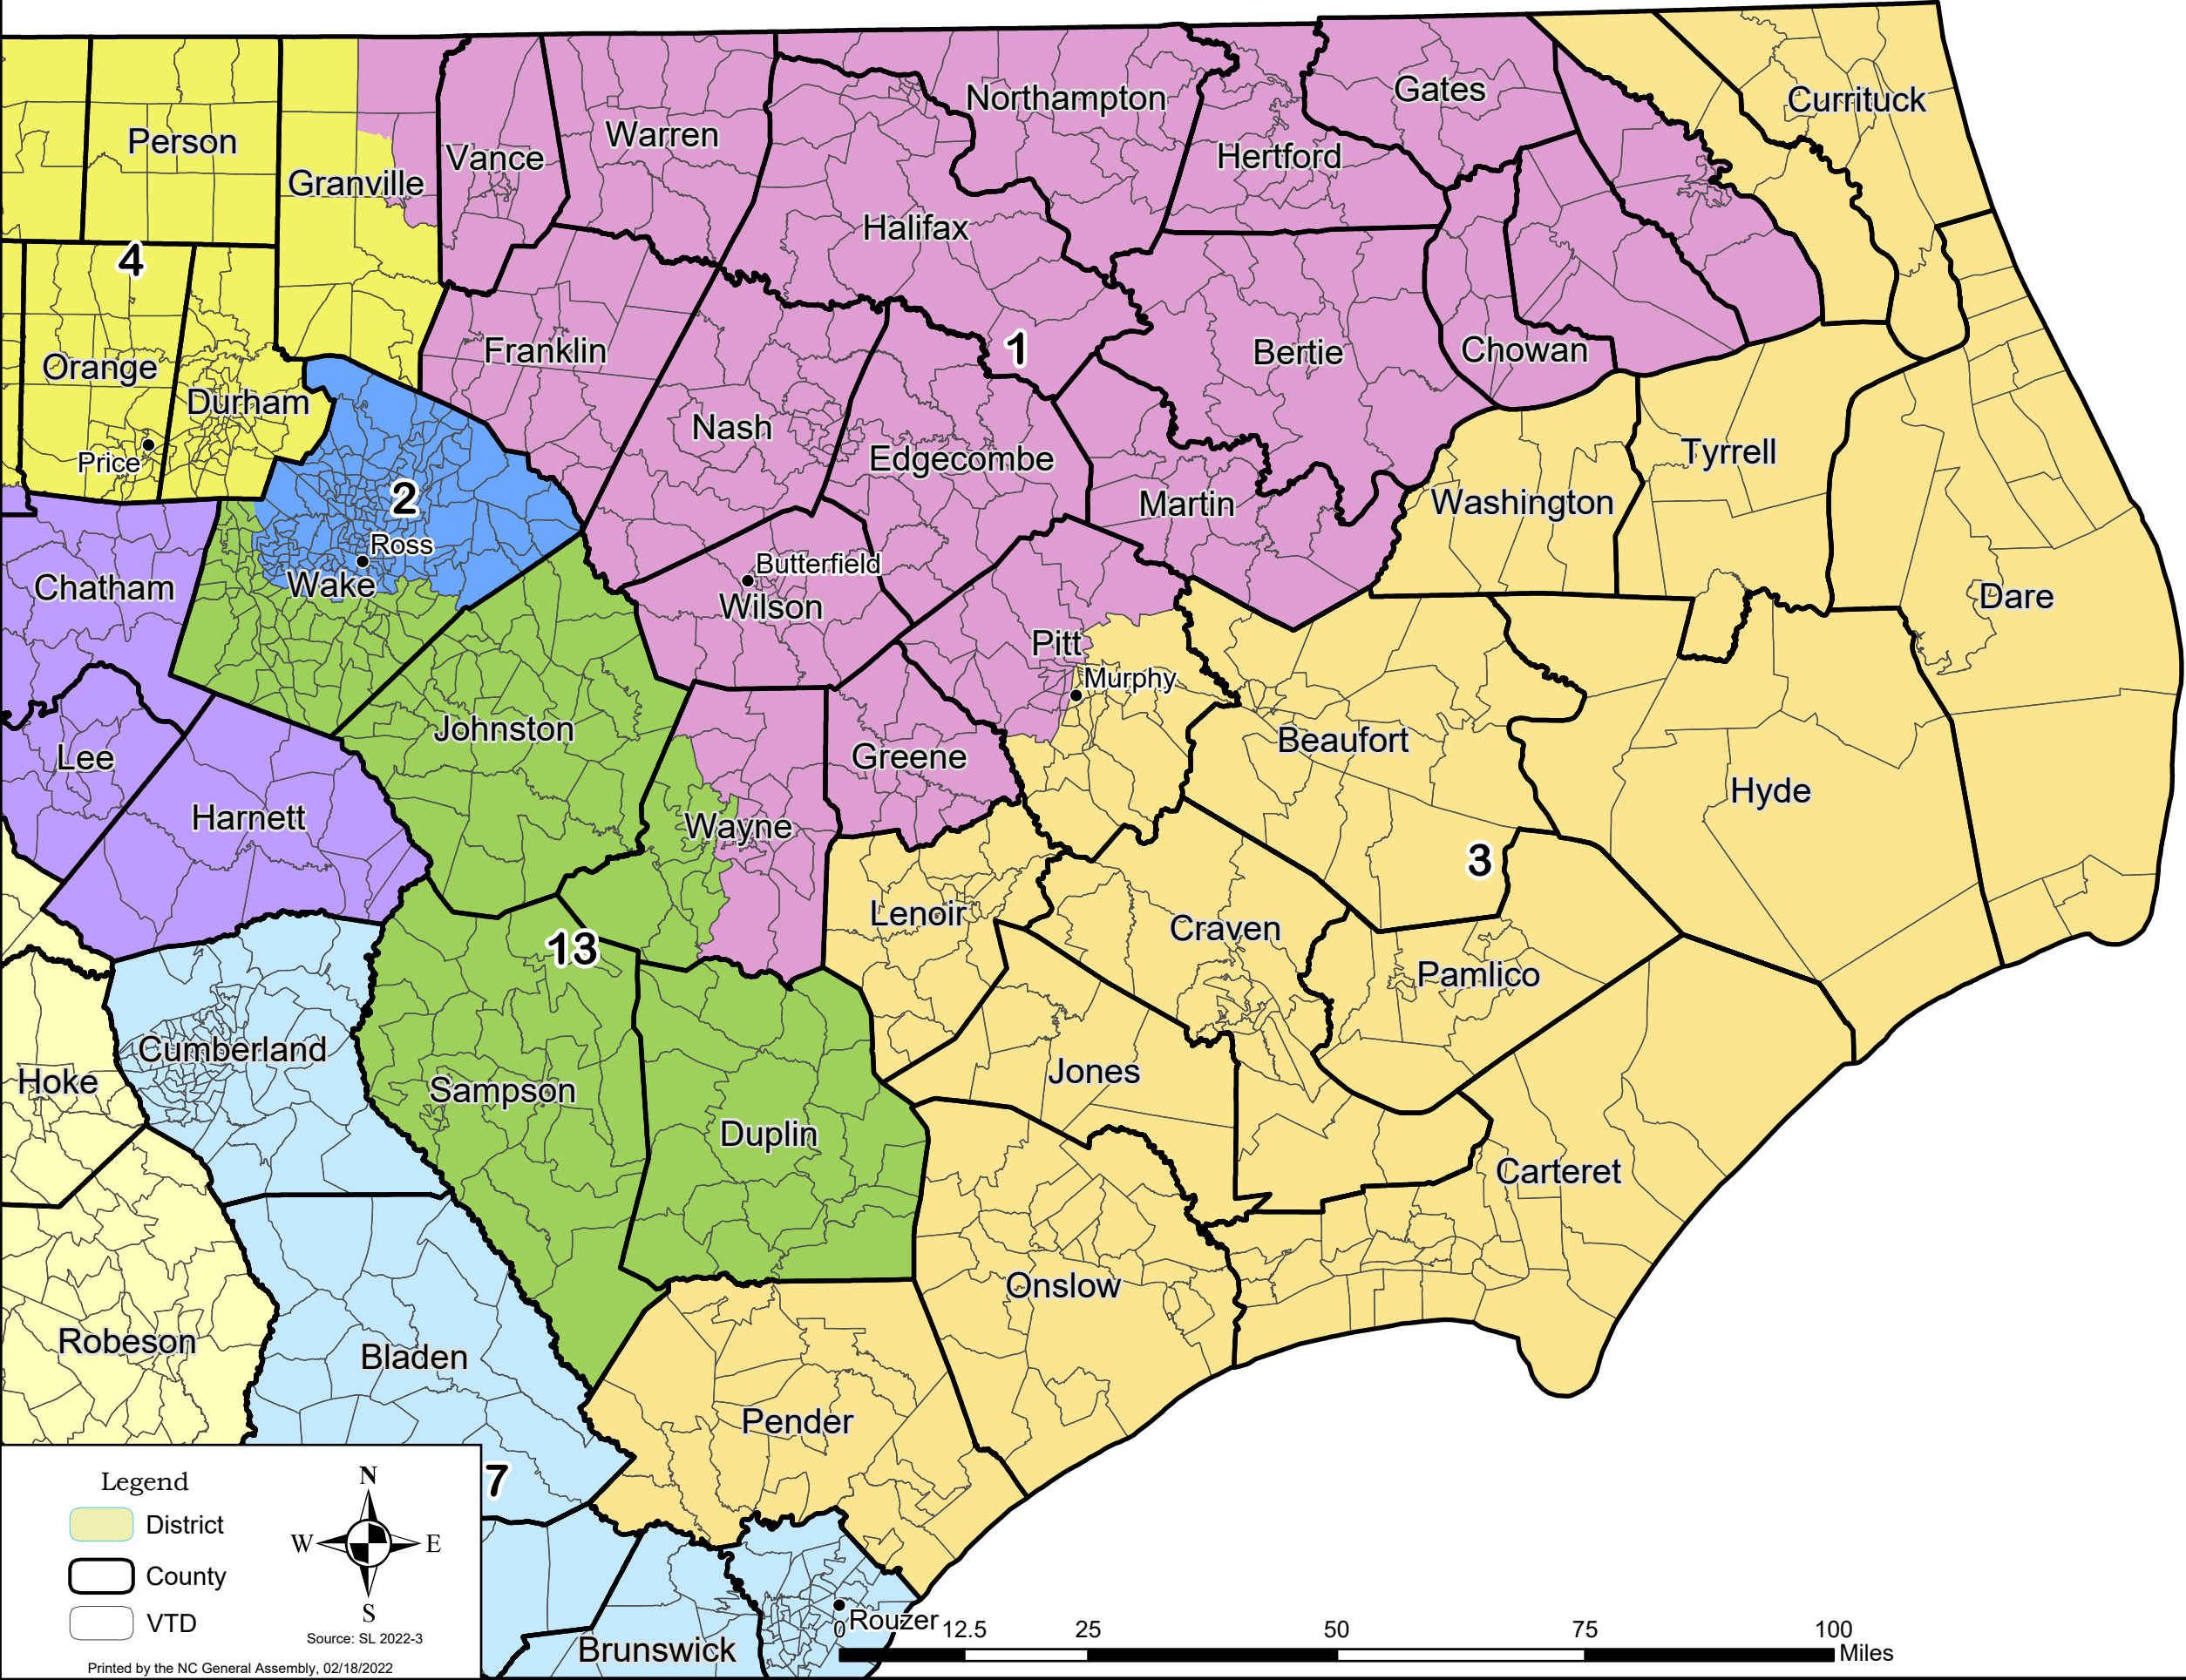 Northampton
Gates
Currituck
Person
Warren
Vance
Hertford
Granville
Halifax
4
Franklin
1
Bertie
Chowan
Orange
Durham
Nash
Edgecombe
Tyrrell
Price
2
Martin
Washington
Ross
Butterfield
Chatham
Wake
Wilson
Dare
Pitt
Murphy
Johnston
Beaufort
Lee
Greene
Hyde
Harnett
Wayne
3
Lenoir
Craven
13
Pamlico
Cumberland
Hoke
Jones
Sampson
Duplin
Carteret
Onslow
Robeson
Bladen
Pender
7
Legend
District
County
VTD
N
W E
S
Source: SL 2022-3
Printed by the NC General Assembly, 02/18/2022
Rouzer
Brunswick
0 12.5 25 50 75 100
Miles